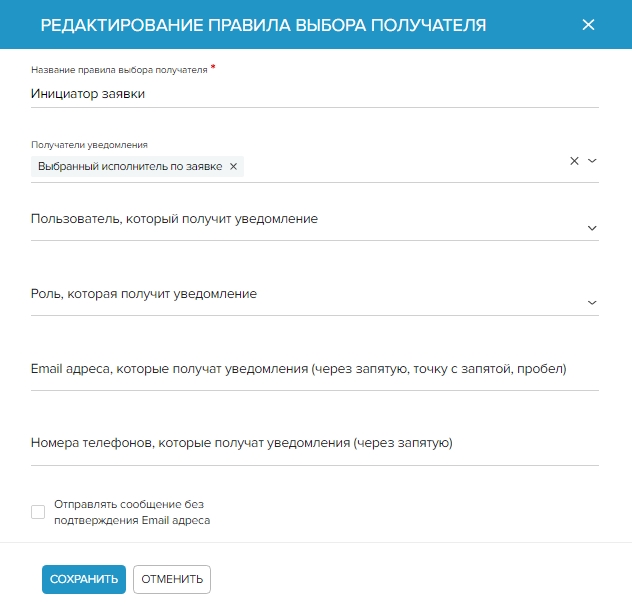 РЕДАКТИРОВАНИЕ ПРАВИЛА ВЫБОРА ПОЛУЧАТЕЛЯ
Название правила выбора получателя *
Инициатор заявки
Получатели уведомления
Выбранный исполнитель по заявке
Пользователь, который получит уведомление
Роль, которая получит уведомление
Email адреса, которые получат уведомления (через запятую, точку с запятой, пробел)
Номера телефонов, которые получат уведомления (через запятую)
Отправлять сообщение без
подтверждения Email адреса
СОХРАНИТЬ ОТМЕНИТЬ